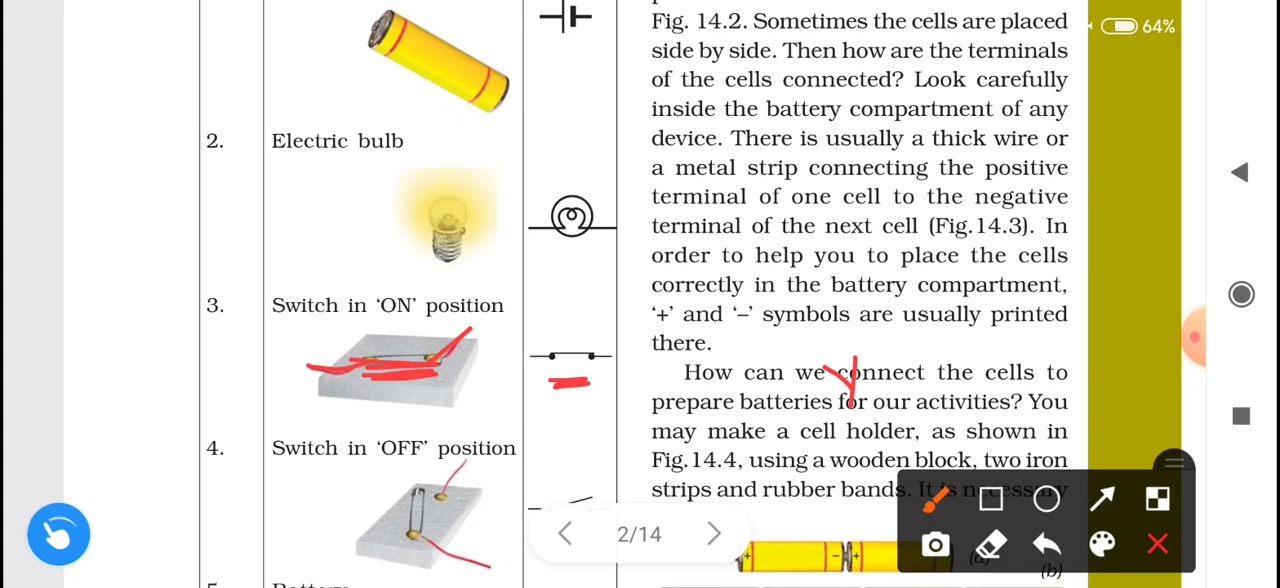 Fig. 14.2. Sometimes the cells are placed
side by side. Then how are the terminals
of the cells connected? Look carefully
inside the battery compartment of any
device. There is usually a thick wire or
a metal strip connecting the positive
terminal of one cell to the negative
terminal of the next cell (Fig.14.3). In
order to help you to place the cells
correctly in the battery compartment,
‘+’ and ‘–’ symbols are usually printed
there.
How can we connect the cells to
prepare batteries for our activities? You
may make a cell holder, as shown in
Fig.14.4, using a wooden block, two iron
strips and rubber bands. It is necessary
2. Electric bulb
3. Switch in ‘ON’ position
4. Switch in ‘OFF’ position
5. Battery
64%
2/14
+ – +
(a)
(b)
Y